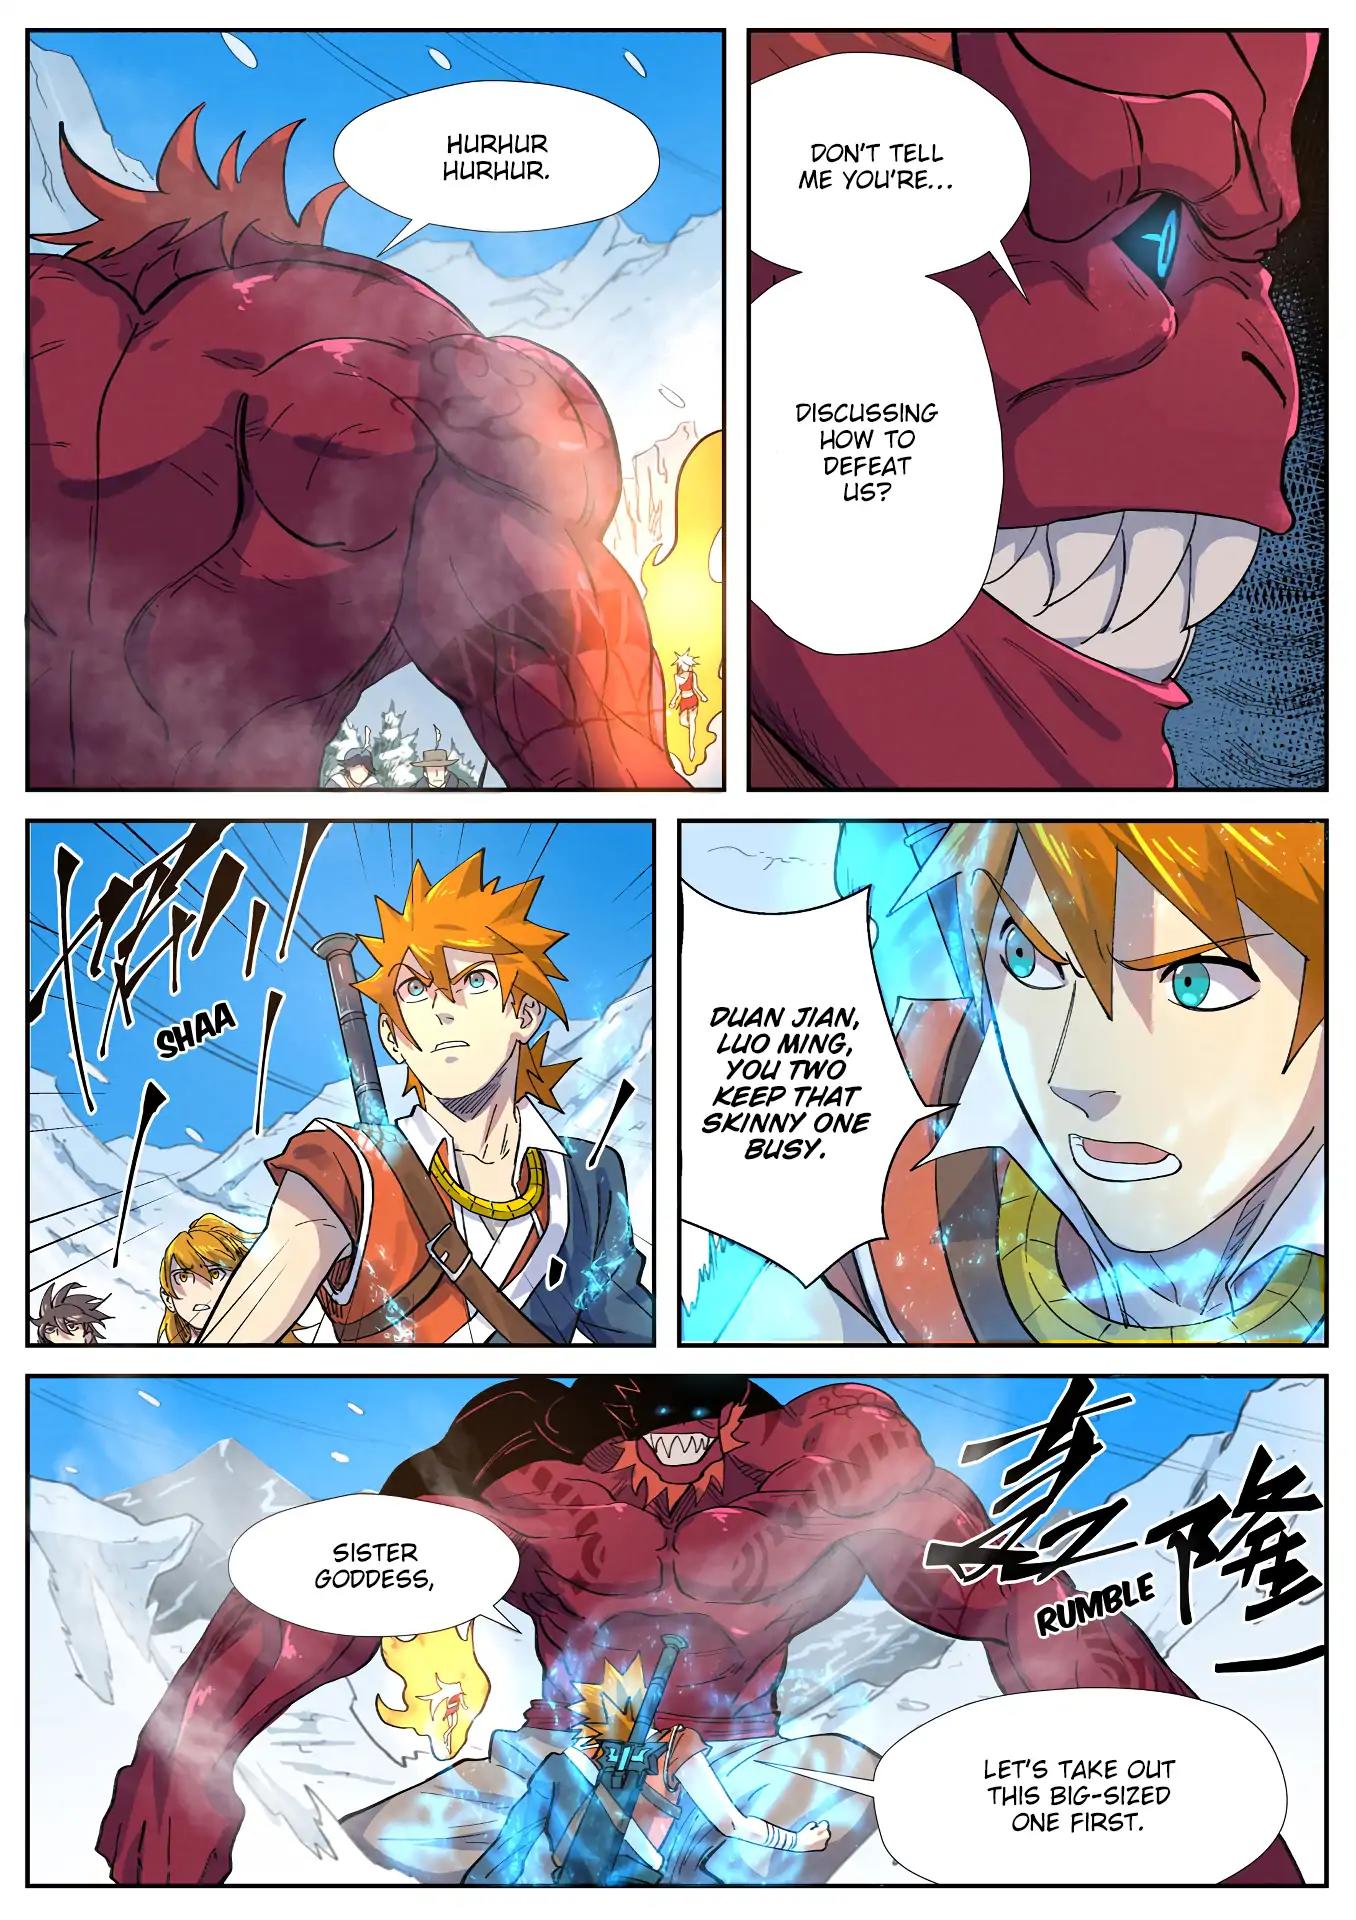 HURHUR
HURHUR.
DON'T TELL
ME YOU'RE...
DISCUSSING
HOW TO
DEFEAT
US?
SHAA
DUAN JIAN,
LUO MING,
YOU TWO
KEEP THAT
SKINNY ONE
BUSY.
SISTER
GODDESS,
隆
RUMBLE
LET'S TAKE OUT
THIS BIG-SIZED
ONE FIRST.